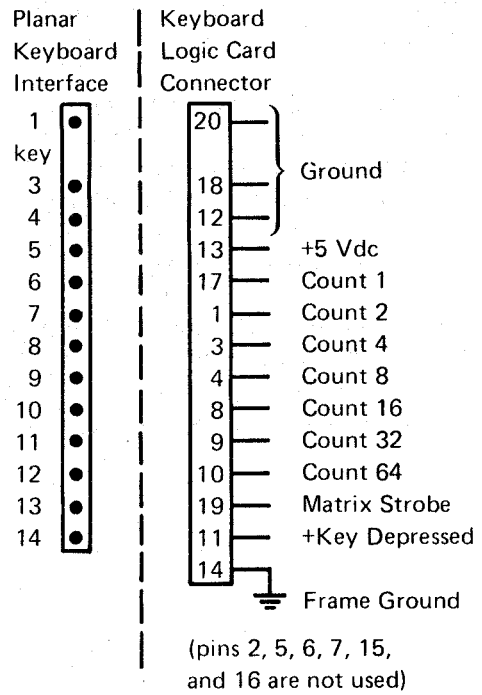 Planar Keyboard
Keyboard Logic Card
Interface Connector
1 20
key
3 18 Ground
4 12
5 13 +5 Vdc
6 17 Count 1
7 1 Count 2
8 3 Count 4
9 4 Count 8
10 8 Count 16
11 9 Count 32
12 10 Count 64
13 19 Matrix Strobe
14 11 +Key Depressed
14
Frame Ground
(pins 2, 5, 6, 7, 15,
and 16 are not used)